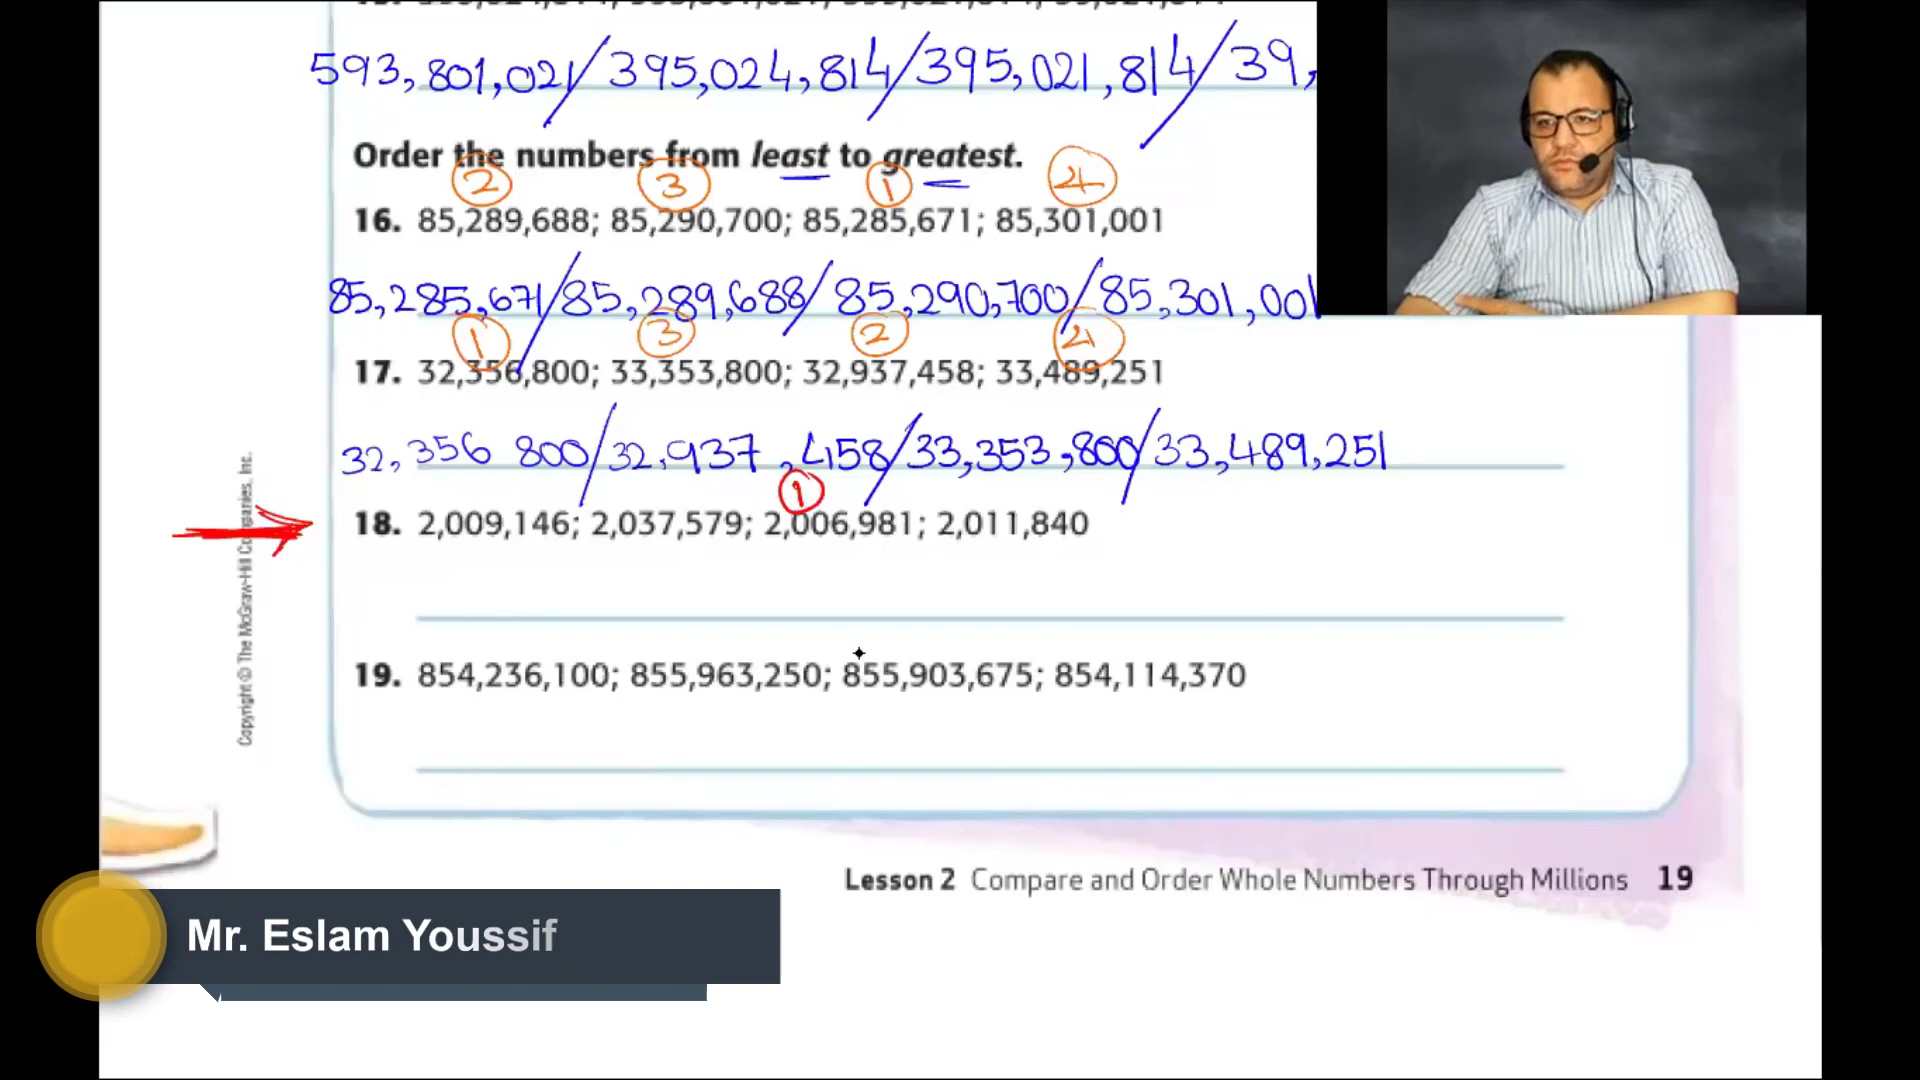 593,801,021/395,024,814/395,021,814/39,
Order the numbers from least to greatest.
2 3 1 4
16. 85,289,688; 85,290,700; 85,285,671; 85,301,001
85,285,671/85,289,688/85,290,700/85,301,001
1 3 2 4
17. 32,356,800; 33,353,800; 32,937,458; 33,489,251
32,356 800/32,937,458/33,353,800/33,489,251
1
18. 2,009,146; 2,037,579; 2,006,981; 2,011,840
19. 854,236,100; 855,963,250; 855,903,675; 854,114,370
Copyright © The McGraw-Hill Companies, Inc.
Lesson 2 Compare and Order Whole Numbers Through Millions 19
Mr. Eslam Youssif